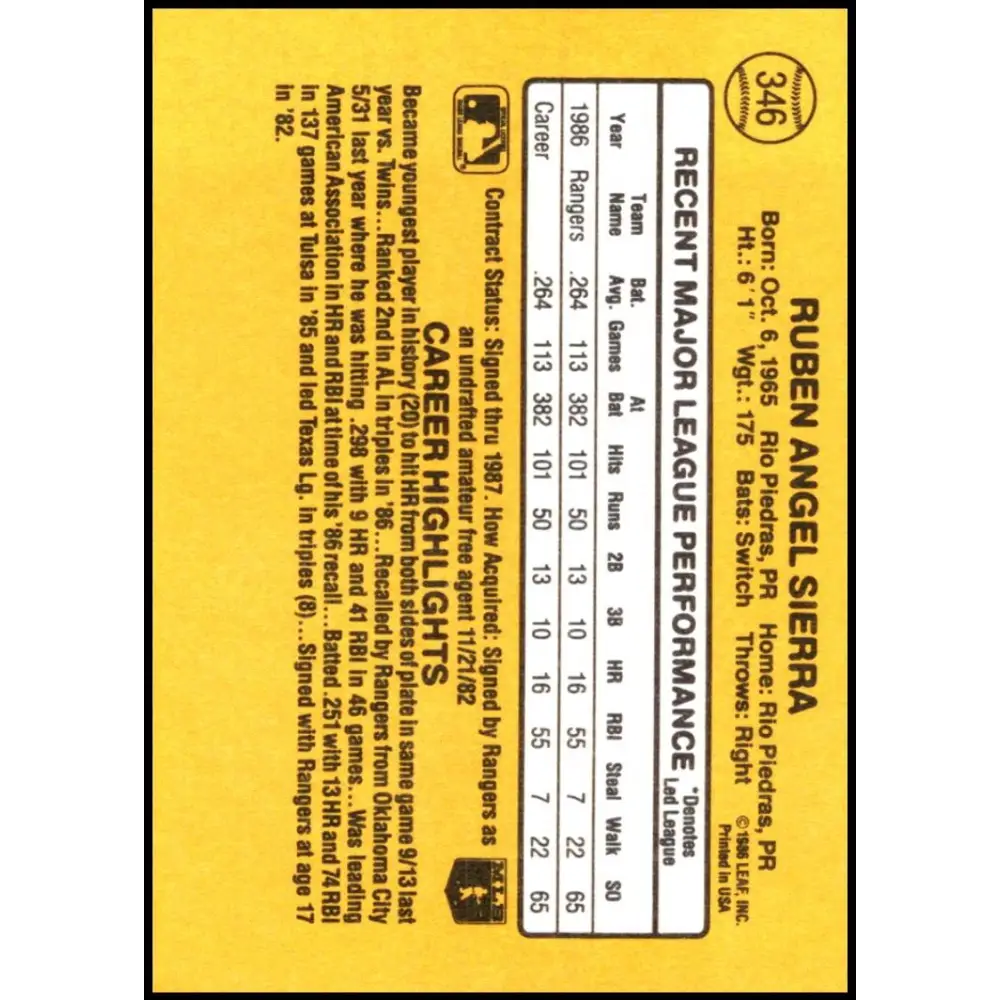 346
RUBEN ANGEL SIERRA
Born: Oct. 6, 1965 Rio Piedras, PR Home: Rio Piedras, PR
Ht.: 6'1" Wgt.: 175 Bats: Switch Throws: Right
©1986 LEAF, INC.
Printed in USA
RECENT MAJOR LEAGUE PERFORMANCE
*Denotes
Led League
Year Team Name Bat. Avg. Games At Bat Hits Runs 2B 3B HR RBI Steal Walk SO
1986 Rangers .264 113 382 101 50 13 10 16 55 7 22 65
Career .264 113 382 101 50 13 10 16 55 7 22 65
Contract Status: Signed thru 1987. How Acquired: Signed by Rangers as
an undrafted amateur free agent 11/21/82
MLB
CAREER HIGHLIGHTS
Became youngest player in history (20) to hit HR from both sides of plate in same game 9/13 last
year vs. Twins...Ranked 2nd in AL in triples in '86...Recalled by Rangers from Oklahoma City
5/31 last year where he was hitting .298 with 9 HR and 41 RBI in 46 games...Was leading
American Association in HR and RBI at time of his '86 recall...Batted .251 with 13 HR and 74 RBI
in 137 games at Tulsa in '85 and led Texas Lg. in triples (8)...Signed with Rangers at age 17
in '82.